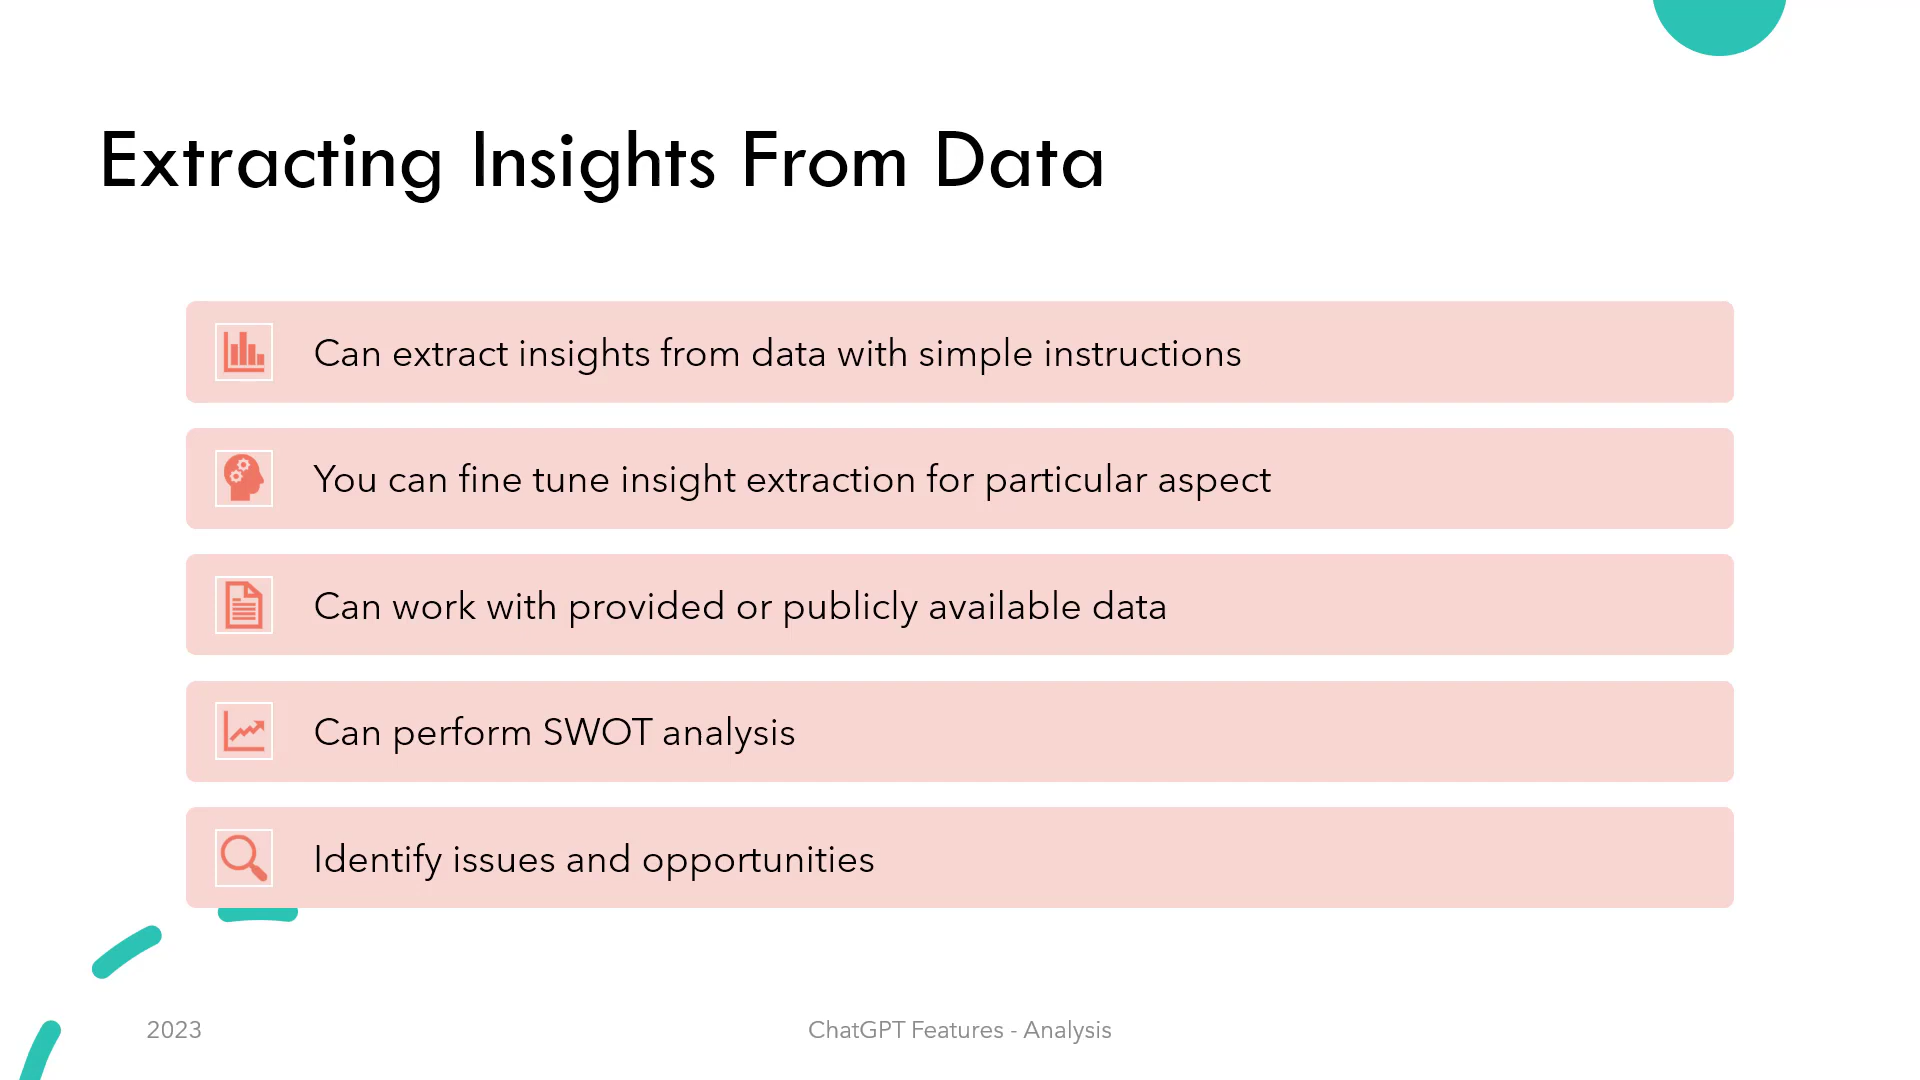 Extracting Insights From Data
Can extract insights from data with simple instructions
You can fine tune insight extraction for particular aspect
Can work with provided or publicly available data
Can perform SWOT analysis
Identify issues and opportunities
2023
ChatGPT Features - Analysis